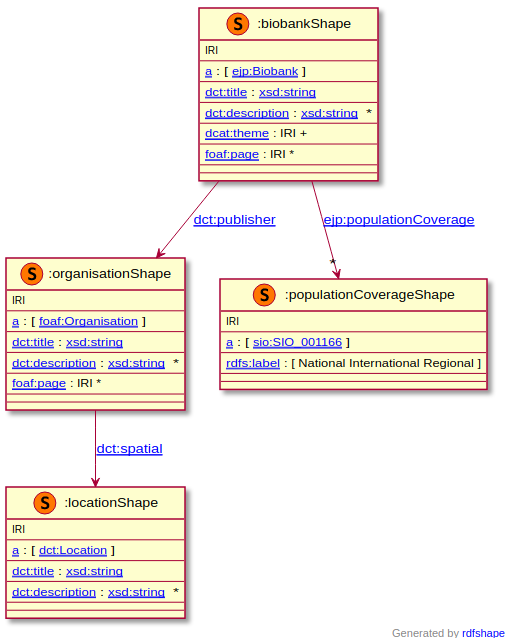 S :biobankShape
IRI
a : [ ejp:Biobank ]
dct:title : xsd:string
dct:description : xsd:string *
dcat:theme : IRI +
foaf:page : IRI *
dct:publisher
ejp:populationCoverage
*
S :organisationShape
IRI
a : [ foaf:Organisation ]
dct:title : xsd:string
dct:description : xsd:string *
foaf:page : IRI *
S :populationCoverageShape
IRI
a : [ sio:SIO_001166 ]
rdfs:label : [ National International Regional ]
dct:spatial
S :locationShape
IRI
a : [ dct:Location ]
dct:title : xsd:string
dct:description : xsd:string *
Generated by rdfshape